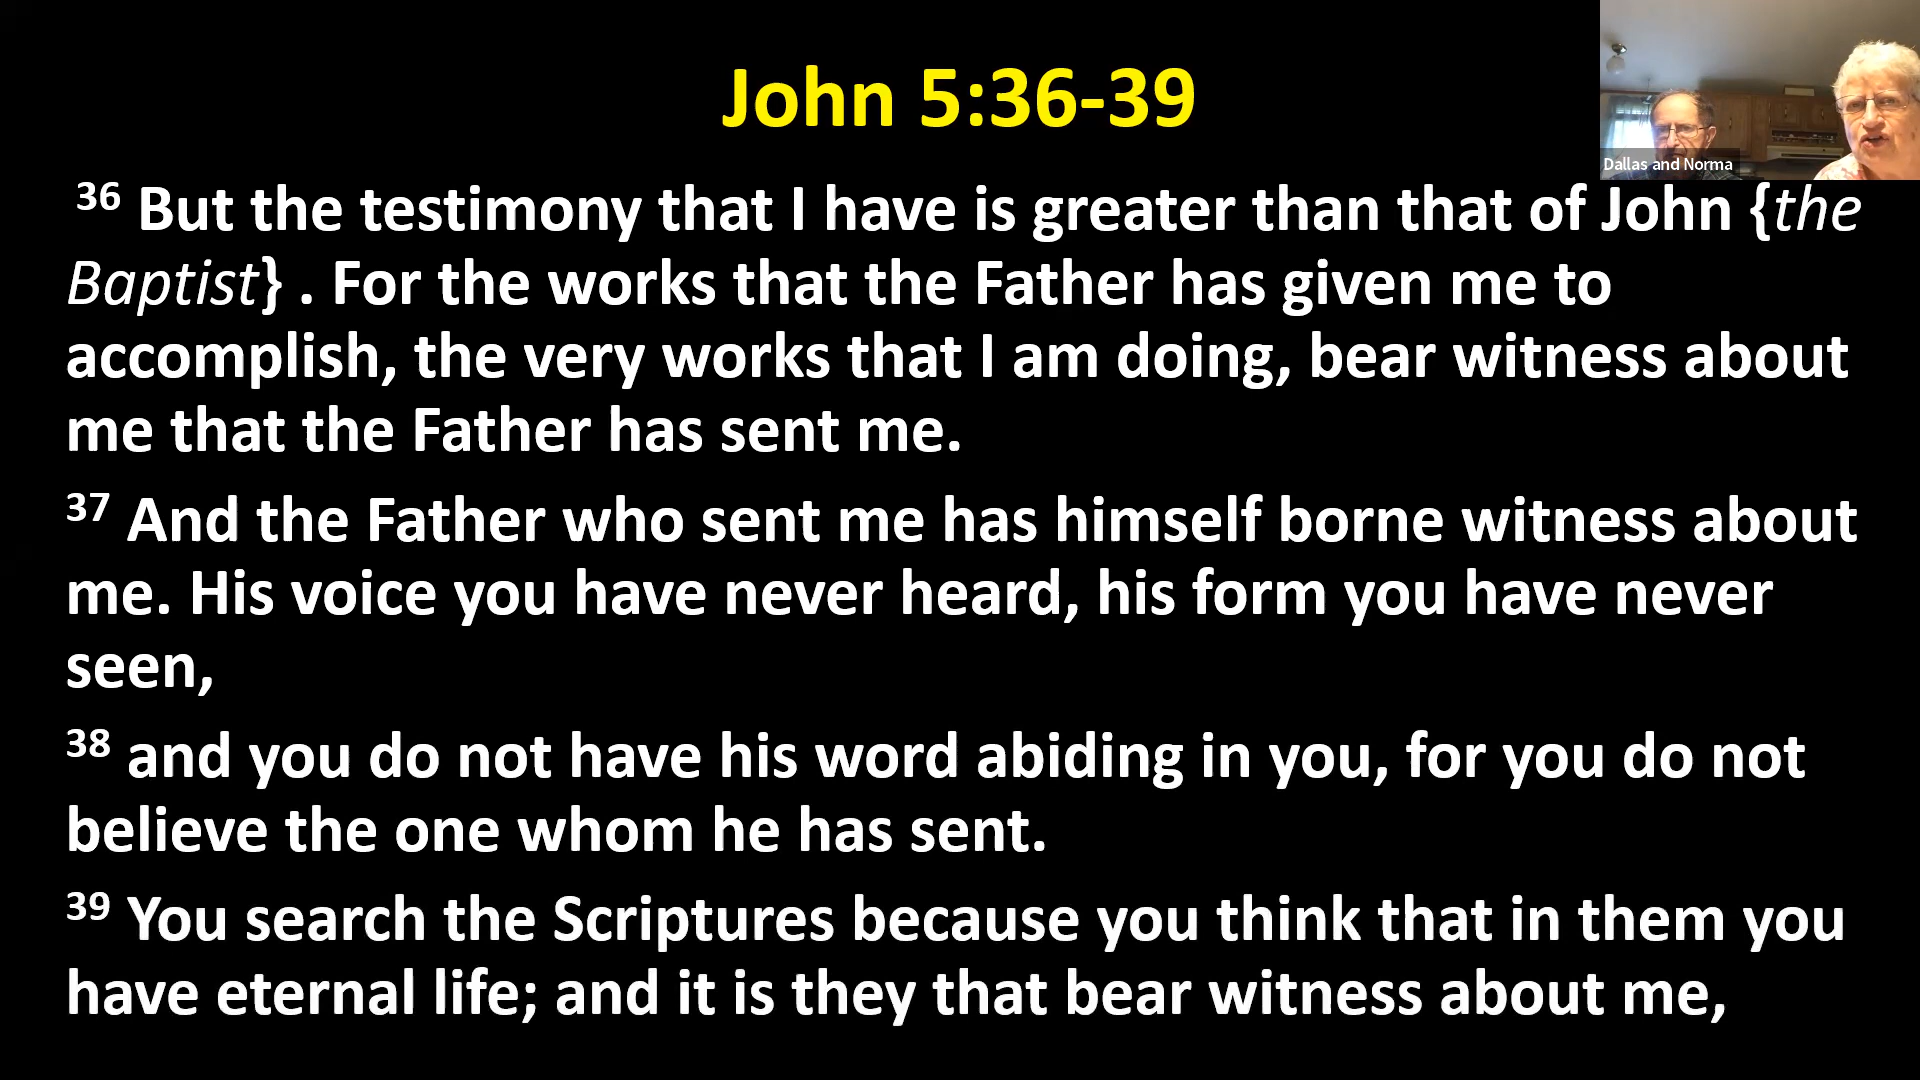 John 5:36-39
Dallas and Norma
36 But the testimony that I have is greater than that of John {the
Baptist} . For the works that the Father has given me to
accomplish, the very works that I am doing, bear witness about
me that the Father has sent me.
37 And the Father who sent me has himself borne witness about
me. His voice you have never heard, his form you have never
seen,
38 and you do not have his word abiding in you, for you do not
believe the one whom he has sent.
39 You search the Scriptures because you think that in them you
have eternal life; and it is they that bear witness about me,